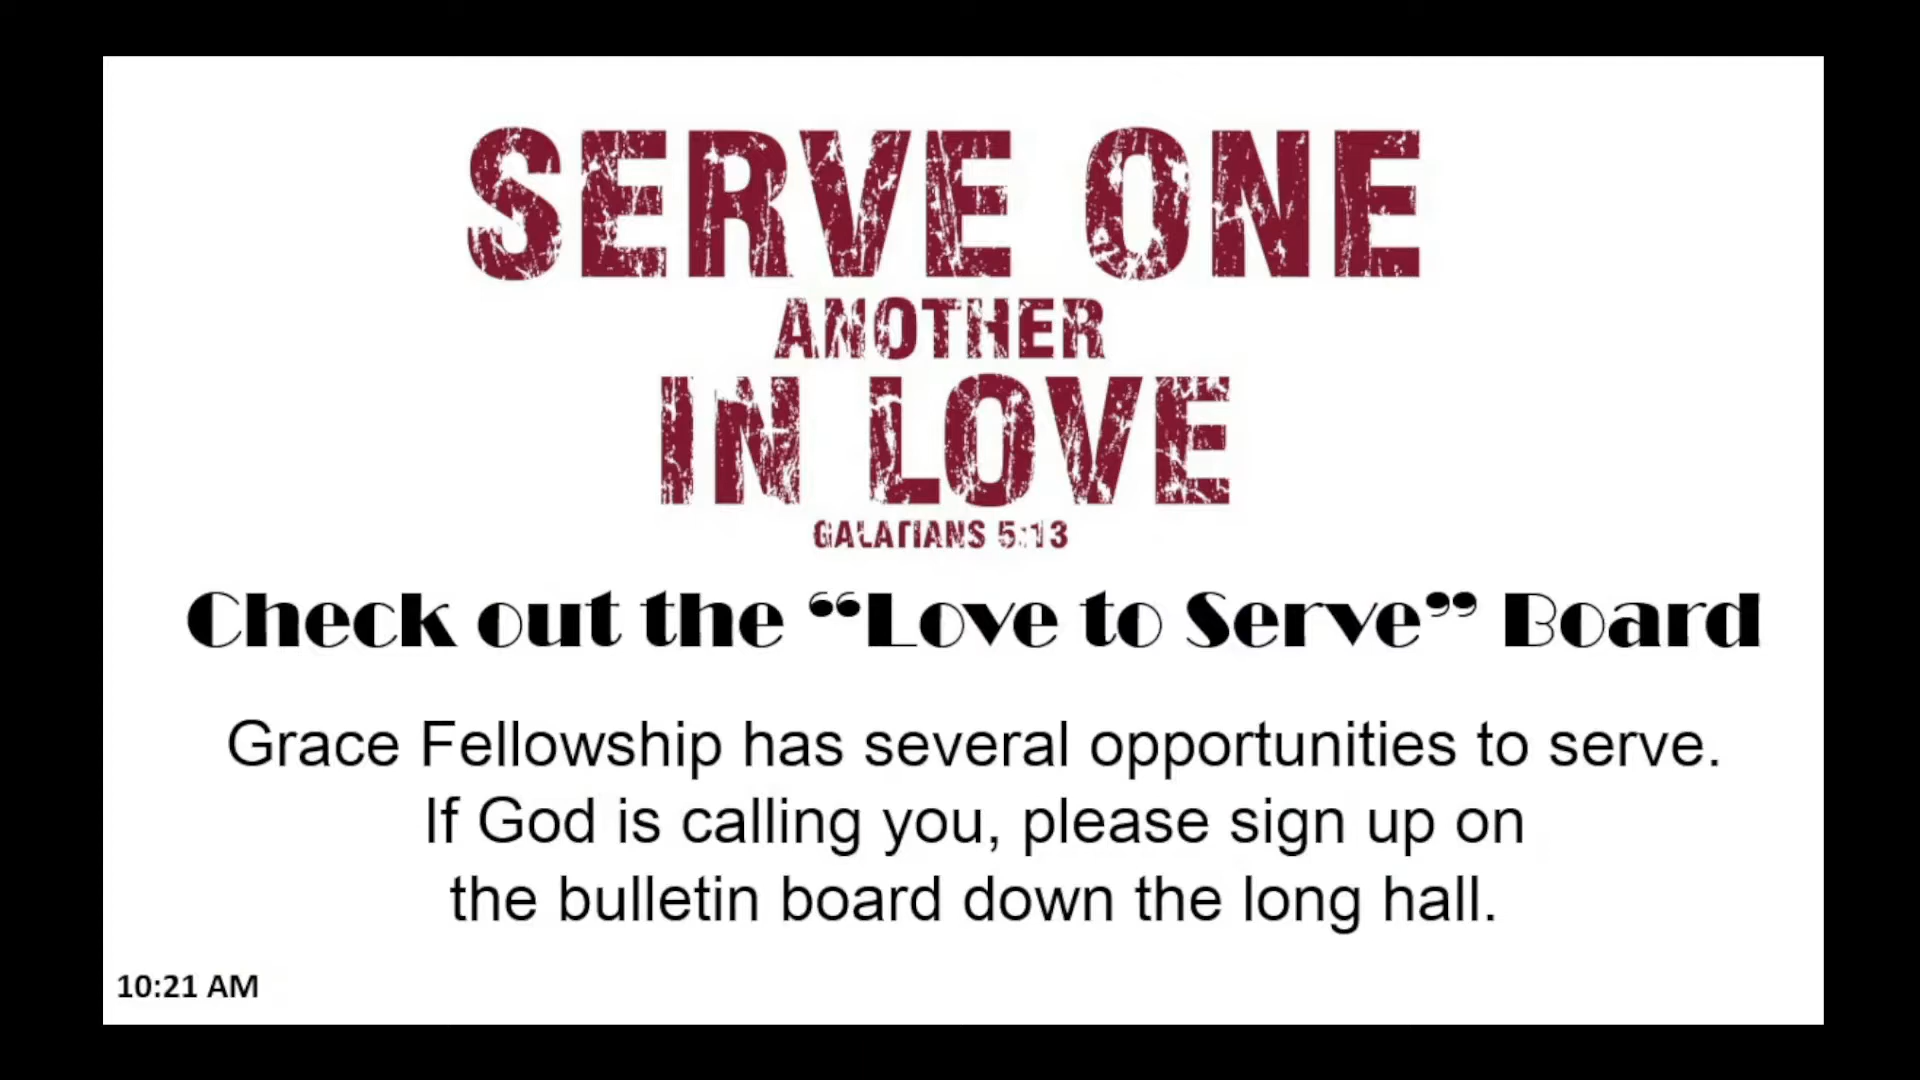 SERVE ONE
ANOTHER
IN LOVE
GALATIANS 5:13
Check out the “Love to Serve” Board
Grace Fellowship has several opportunities to serve.
If God is calling you, please sign up on
the bulletin board down the long hall.
10:21 AM